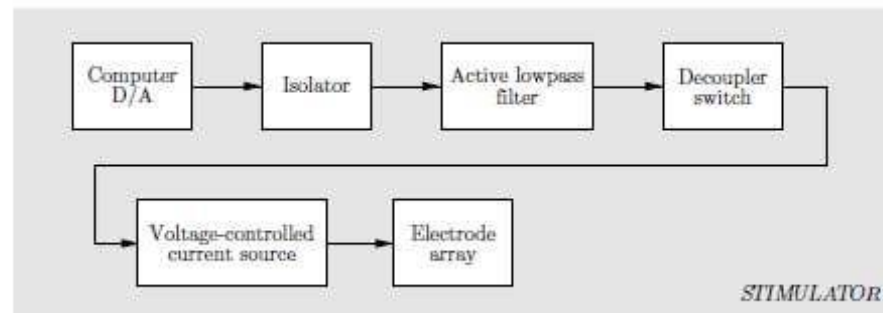 Computer
D/A
Isolator
Active lowpass
filter
Decoupler
switch
Voltage-controlled
current source
Electrode
array
STIMULATOR